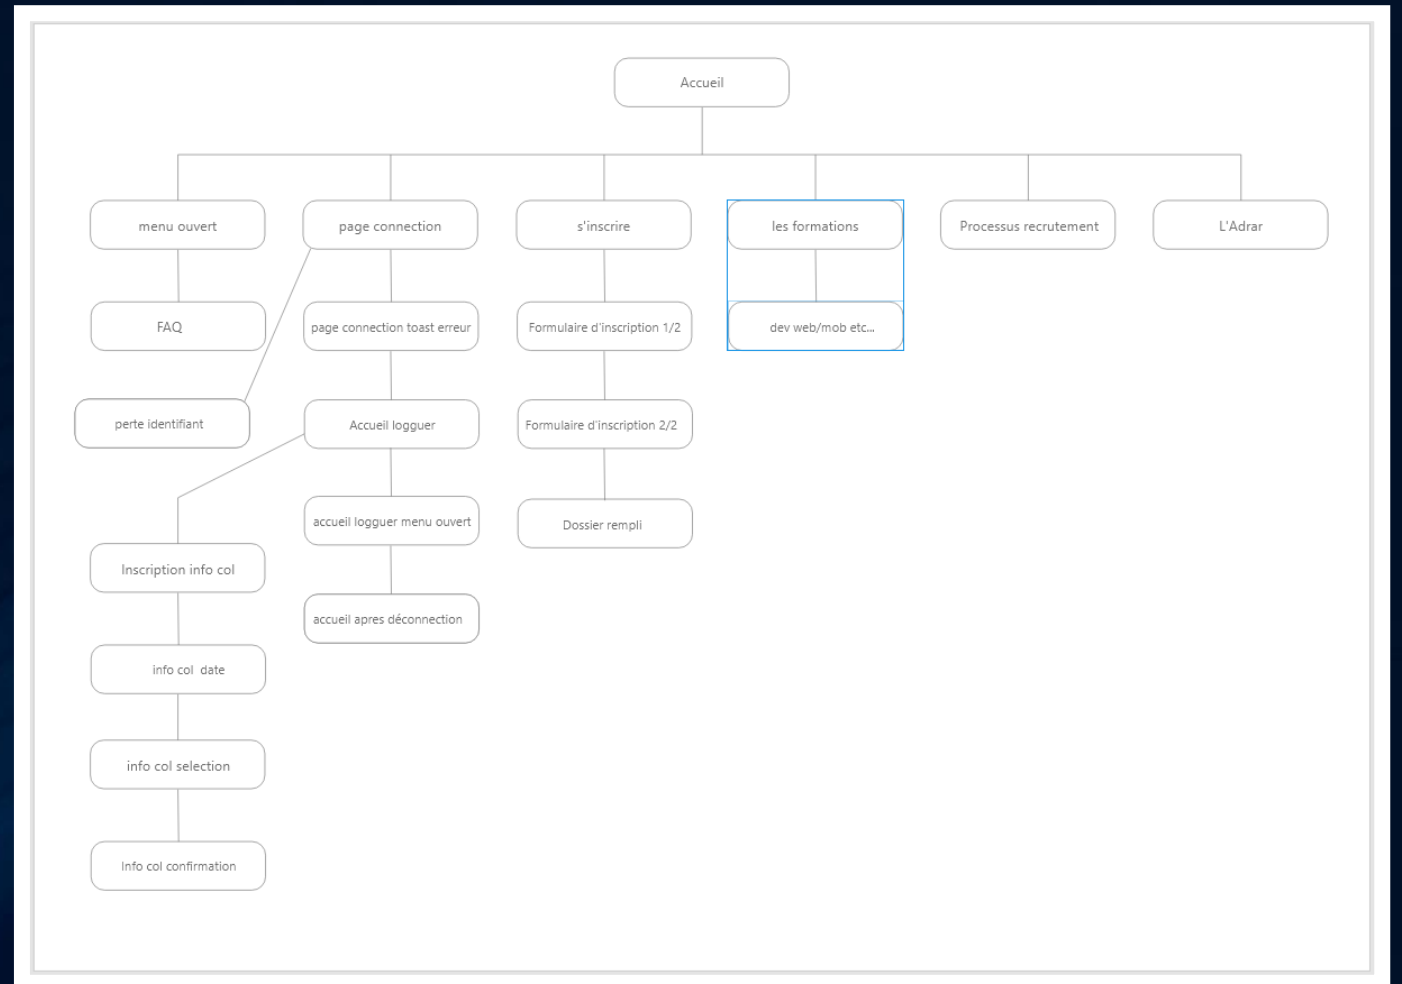 Accueil
menu ouvert
page connection
s'inscrire
les formations
Processus recrutement
L'Adrar
FAQ
page connection toast erreur
Formulaire d'inscription 1/2
dev web/mob etc...
perte identifiant
Accueil logguer
Formulaire d'inscription 2/2
accueil logguer menu ouvert
Dossier rempli
Inscription info col
accueil apres déconnection
info col date
info col selection
Info col confirmation